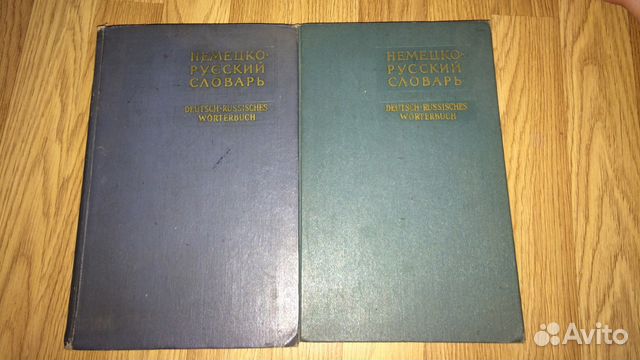 НЕМЕЦКО-
РУССКИЙ
СЛОВАРЬ
DEUTSCH-RUSSISCHES
WÖRTERBUCH
НЕМЕЦКО-
РУССКИЙ
СЛОВАРЬ
DEUTSCH-RUSSISCHES
WÖRTERBUCH
Avito